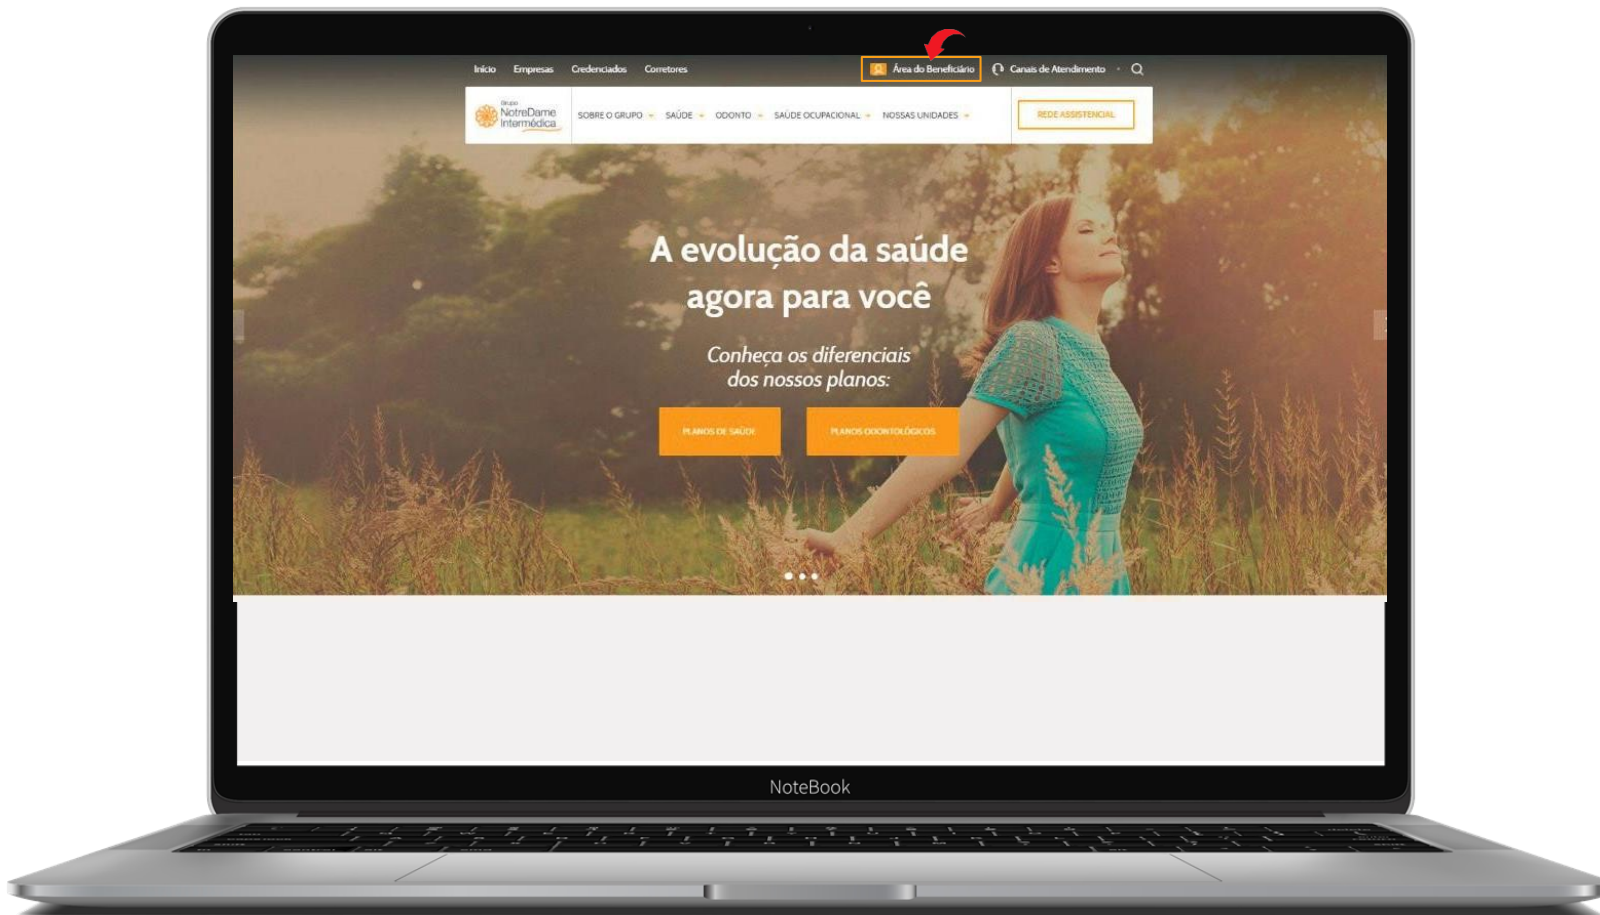 Início Empresas Credenciados Corretores Área do Beneficiário Canais de Atendimento
Grupo
NotreDame
Intermédica
SOBRE O GRUPO SAÚDE ODONTO SAÚDE OCUPACIONAL NOSSAS UNIDADES REDE ASSISTENCIAL
A evolução da saúde
agora para você
Conheça os diferenciais
dos nossos planos:
PLANOS DE SAÚDE PLANOS ODONTOLÓGICOS
NoteBook